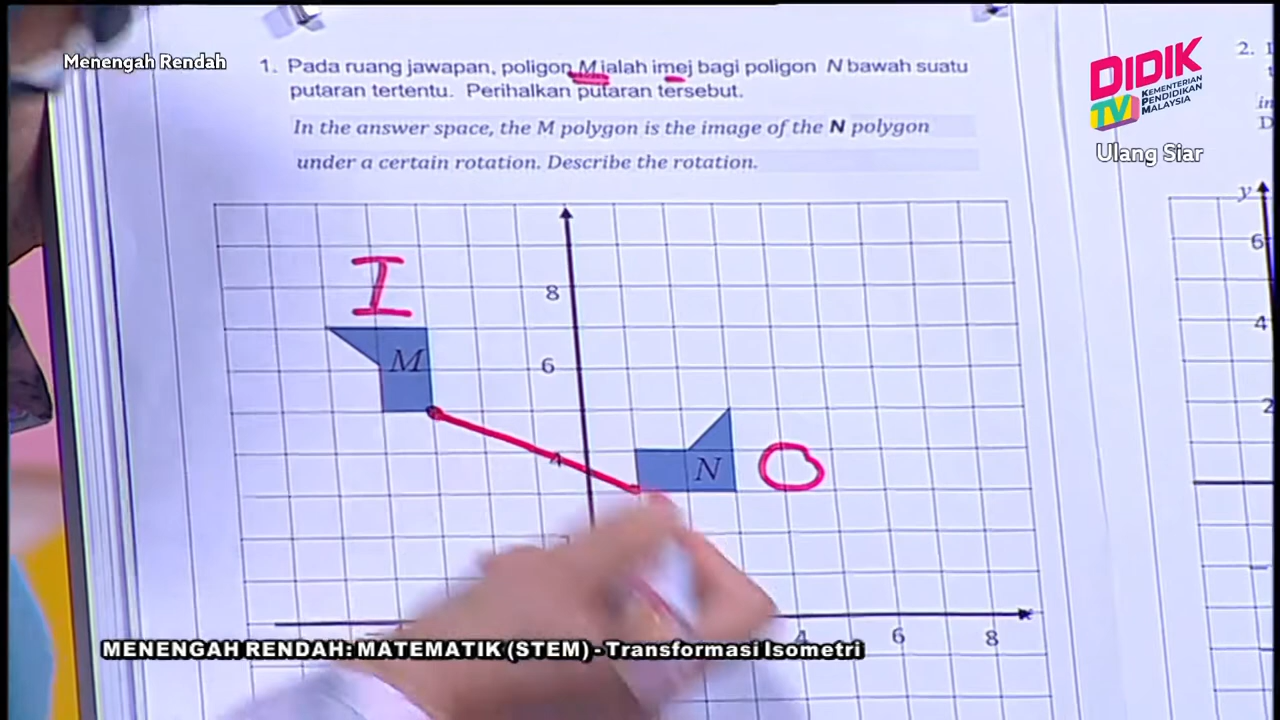 Menengah Rendah
1. Pada ruang jawapan, poligon M ialah imej bagi poligon N bawah suatu
putaran tertentu. Perihalkan putaran tersebut.
In the answer space, the M polygon is the image of the N polygon
under a certain rotation. Describe the rotation.
DIDIK
TV
KEMENTERIAN
PENDIDIKAN
MALAYSIA
Ulang Siar
2.
in
D
y
I
8
6
4
M
N
O
4 6 8 x
6
4
2
MENENGAH RENDAH: MATEMATIK (STEM) - Transformasi Isometri